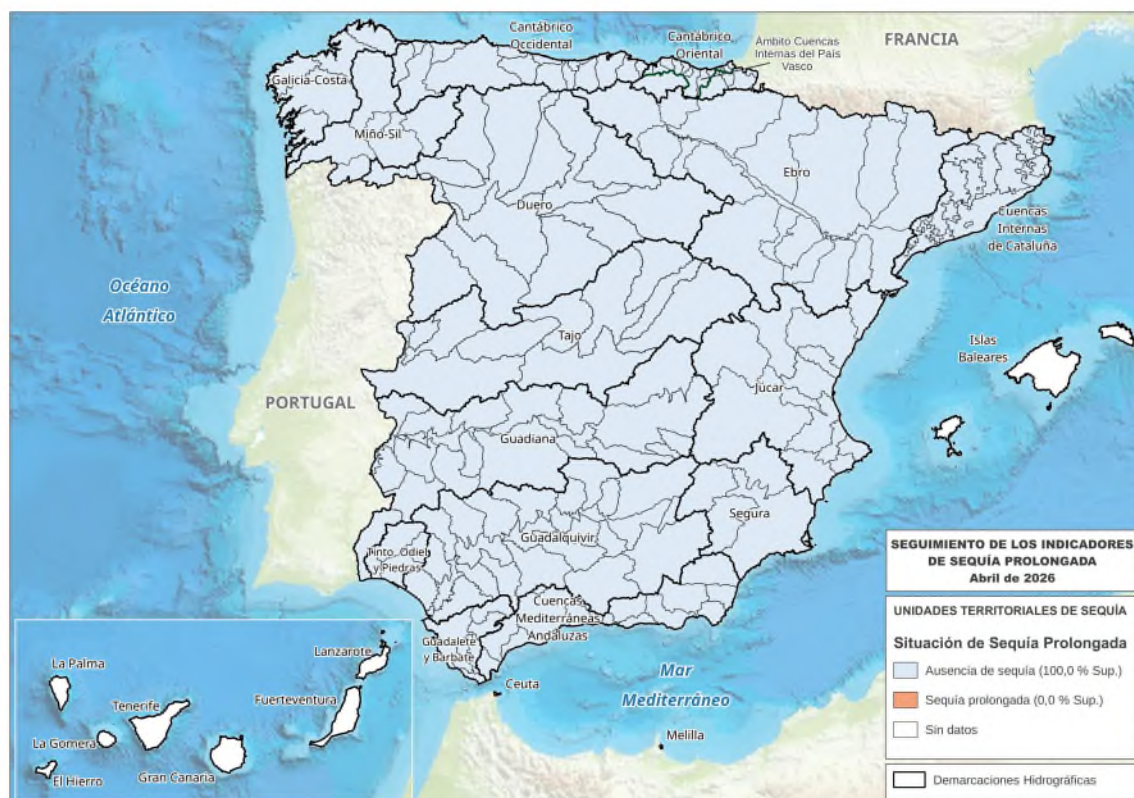 Cantábrico
Occidental
Cantábrico
Oriental
Ámbito Cuencas
Internas del País
Vasco
FRANCIA
Galicia-Costa
Miño-Sil
Ebro
Duero
Cuencas
Internas
de Cataluña
Océano
Atlántico
Tajo
Islas
Baleares
Júcar
PORTUGAL
Guadiana
Segura
Guadalquivir
Tinto, Odiel
y Piedras
Cuencas
Mediterráneas
Andaluzas
Guadalete
y Barbate
Ceuta
Mar
Mediterráneo
Melilla
La Palma
Lanzarote
Tenerife
Fuerteventura
La Gomera
El Hierro
Gran Canaria
SEGUIMIENTO DE LOS INDICADORES
DE SEQUÍA PROLONGADA
Abril de 2026
UNIDADES TERRITORIALES DE SEQUÍA
Situación de Sequía Prolongada
Ausencia de sequía (100,0 % Sup.)
Sequía prolongada (0,0 % Sup.)
Sin datos
Demarcaciones Hidrográficas